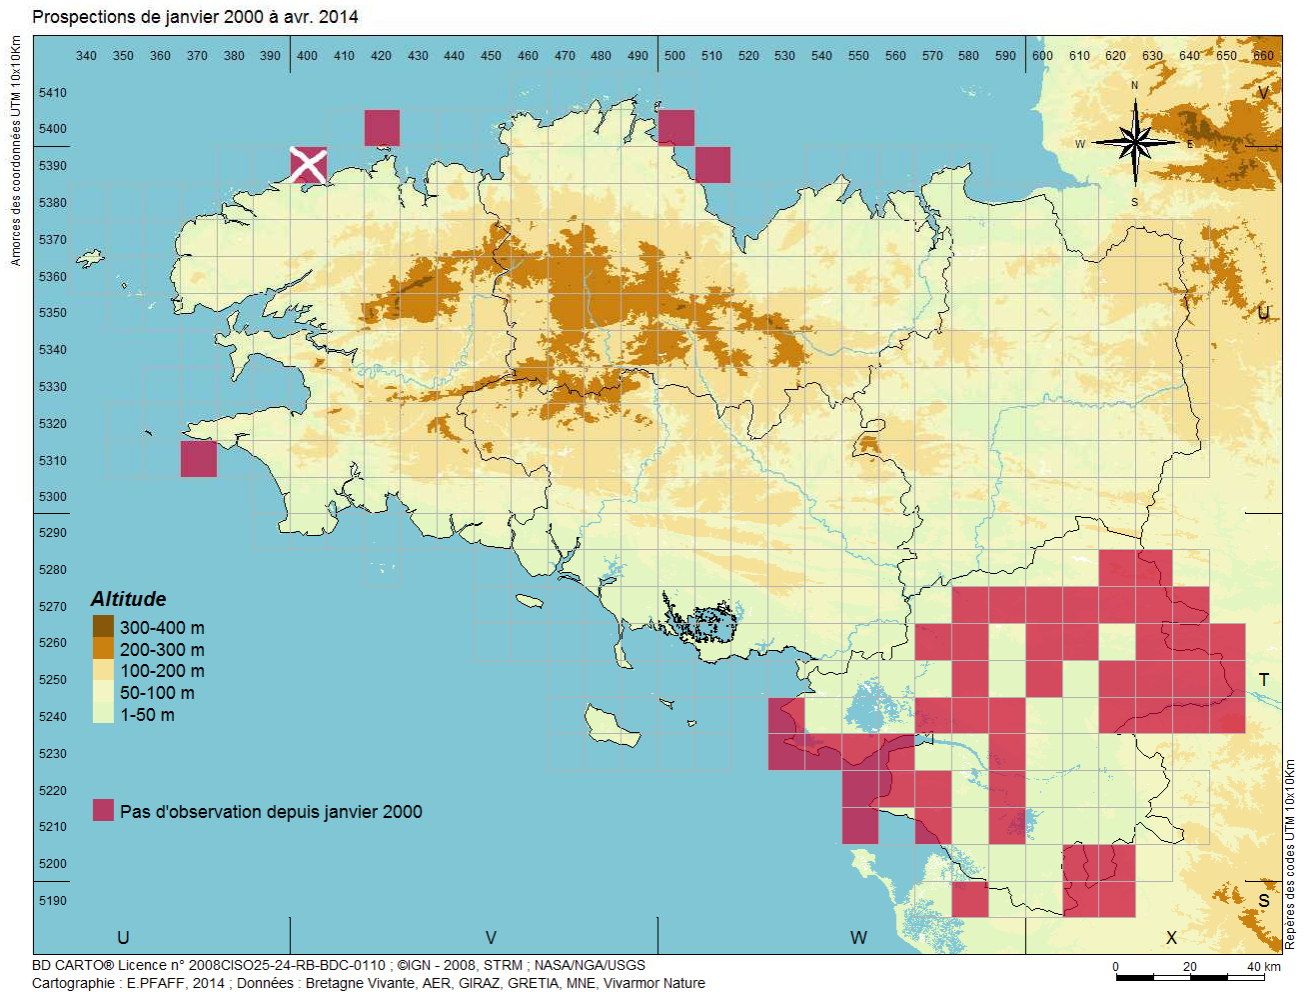 Prospections de janvier 2000 à avr. 2014
340 350 360 370 380 390 400 410 420 430 440 450 460 470 480 490 500 510 520 530 540 550 560 570 580 590 600 610 620 630 640 650 660
Amorces des coordonnées UTM 10x10Km
5410
5400
5390
5380
5370
5360
5350
5340
5330
5320
5310
5300
5290
5280
5270
5260
5250
5240
5230
5220
5210
5200
5190
N
W E
S
V
U
T
S
Altitude
300-400 m
200-300 m
100-200 m
50-100 m
1-50 m
Pas d'observation depuis janvier 2000
Repères des codes UTM 10x10Km
U V W X
BD CARTO® Licence n° 2008CISO25-24-RB-BDC-0110 ; ©IGN - 2008, STRM ; NASA/NGA/USGS
Cartographie : E.PFAFF, 2014 ; Données : Bretagne Vivante, AER, GIRAZ, GRETIA, MNE, Vivarmor Nature
0 20 40 km